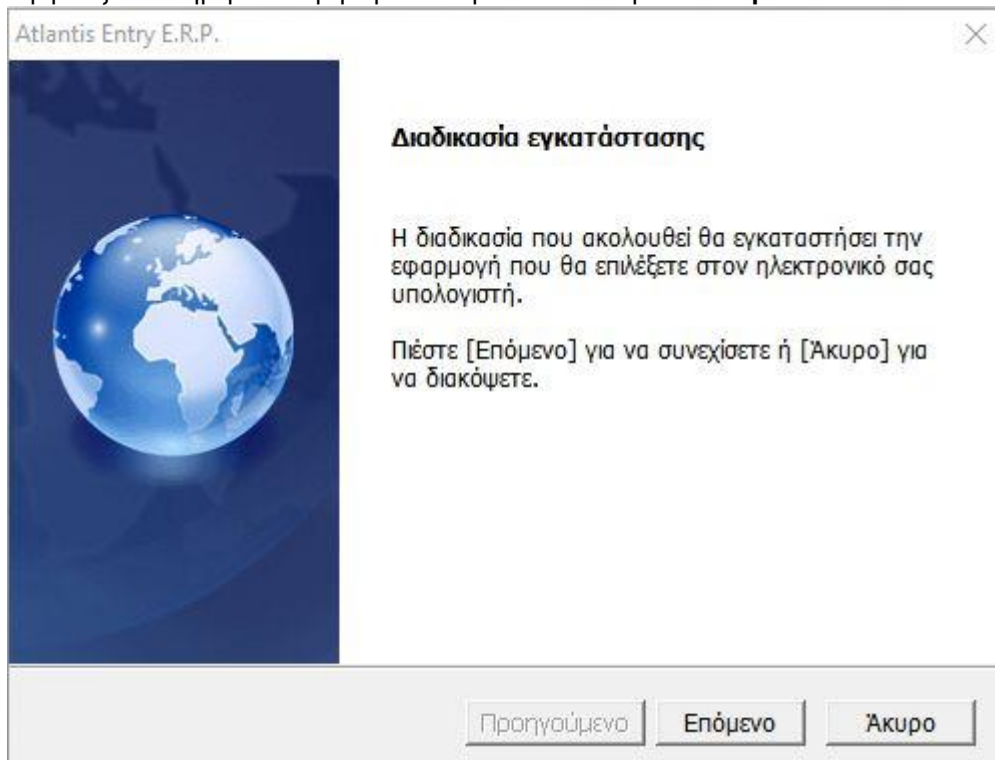 Atlantis Entry E.R.P.
Διαδικασία εγκατάστασης
Η διαδικασία που ακολουθεί θα εγκαταστήσει την
εφαρμογή που θα επιλέξετε στον ηλεκτρονικό σας
υπολογιστή.
Πιέστε [Επόμενο] για να συνεχίσετε ή [Άκυρο] για
να διακόψετε.
Προηγούμενο
Επόμενο
Άκυρο